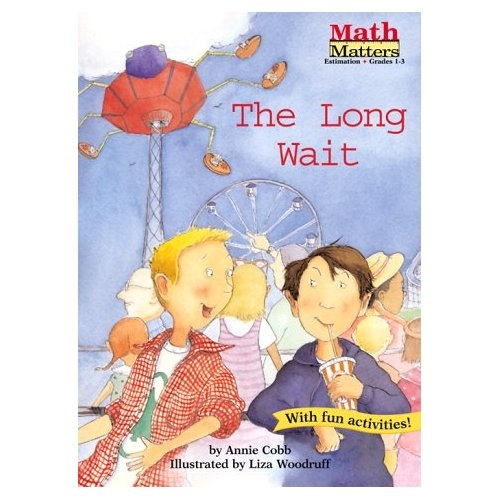 Math
Matters
Estimation • Grades 1-3
The Long
Wait
With fun activities!
by Annie Cobb
Illustrated by Liza Woodruff